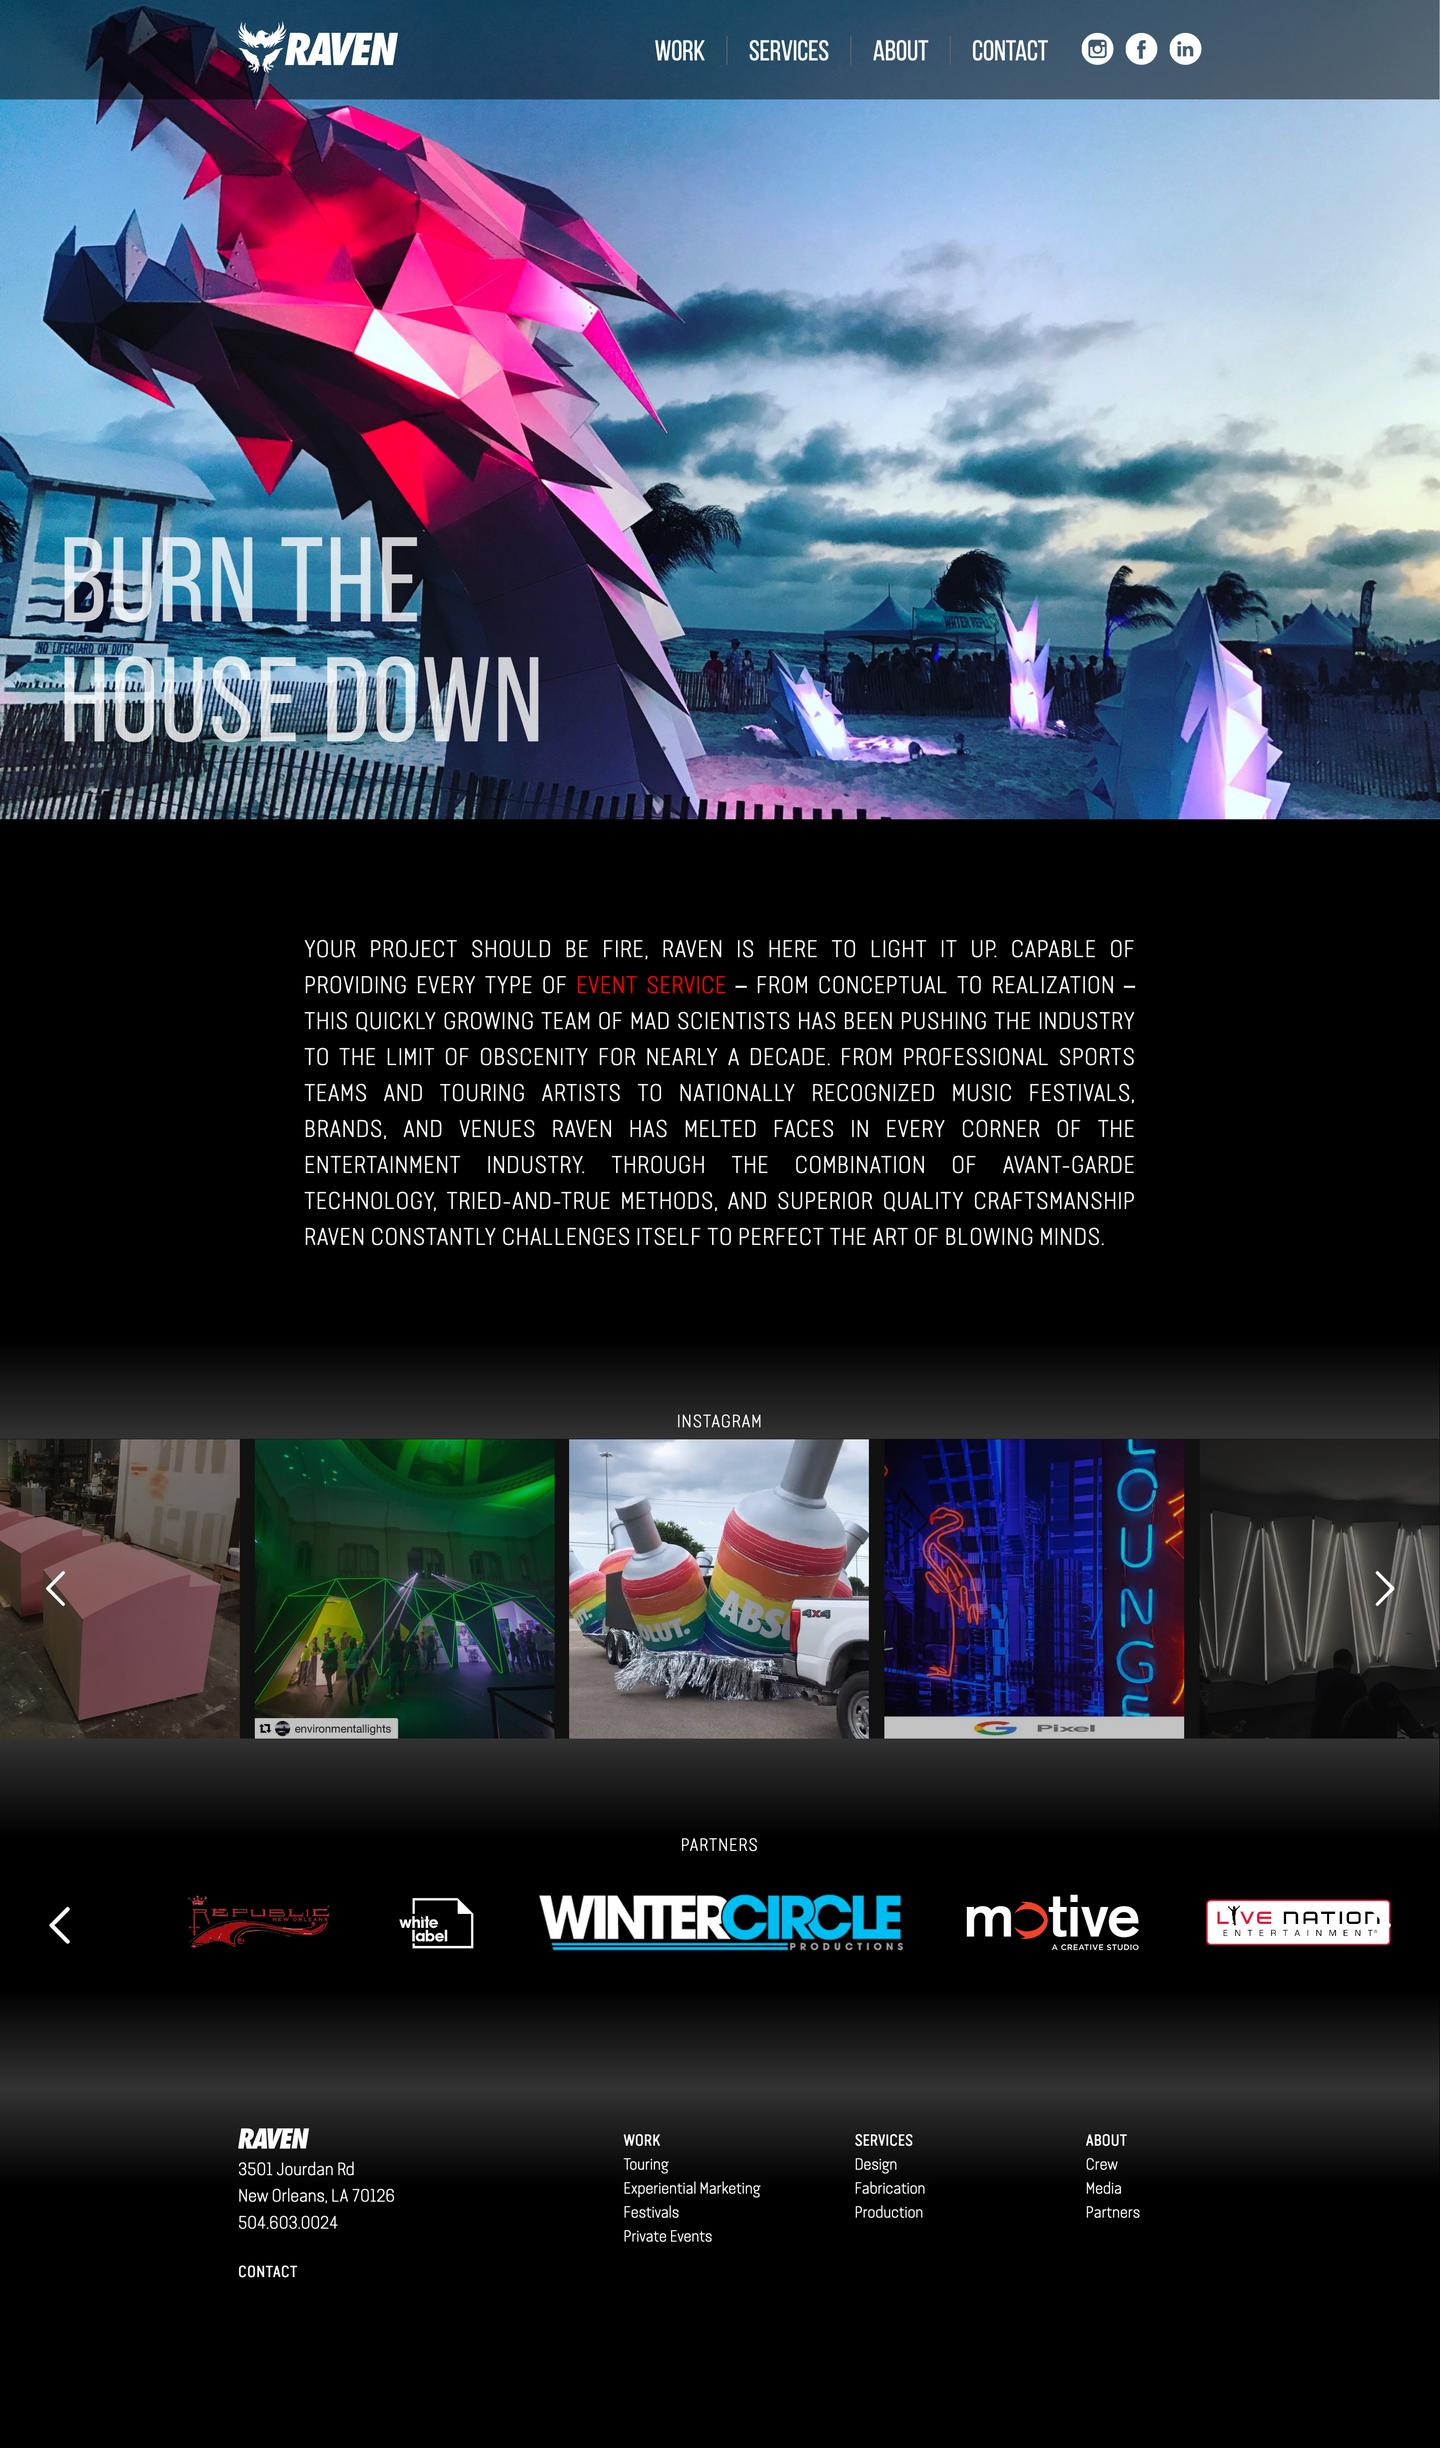 RAVEN
WORK
SERVICES
ABOUT
CONTACT
NO LIFEGUARD ON DUTY
WATER REFILL
BURN THE
HOUSE DOWN
YOUR PROJECT SHOULD BE FIRE, RAVEN IS HERE TO LIGHT IT UP. CAPABLE OF
PROVIDING EVERY TYPE OF EVENT SERVICE – FROM CONCEPTUAL TO REALIZATION –
THIS QUICKLY GROWING TEAM OF MAD SCIENTISTS HAS BEEN PUSHING THE INDUSTRY
TO THE LIMIT OF OBSCENITY FOR NEARLY A DECADE. FROM PROFESSIONAL SPORTS
TEAMS AND TOURING ARTISTS TO NATIONALLY RECOGNIZED MUSIC FESTIVALS,
BRANDS, AND VENUES RAVEN HAS MELTED FACES IN EVERY CORNER OF THE
ENTERTAINMENT INDUSTRY. THROUGH THE COMBINATION OF AVANT-GARDE
TECHNOLOGY, TRIED-AND-TRUE METHODS, AND SUPERIOR QUALITY CRAFTSMANSHIP
RAVEN CONSTANTLY CHALLENGES ITSELF TO PERFECT THE ART OF BLOWING MINDS.
INSTAGRAM
environmentallights
OLUT.
ABSO
4x4
LOUNGE
G Pixel
PARTNERS
REPUBLIC
NEW ORLEANS
white
label
WINTERCIRCLE
PRODUCTIONS
motive
A CREATIVE STUDIO
LIVE NATION
ENTERTAINMENT
RAVEN
3501 Jourdan Rd
New Orleans, LA 70126
504.603.0024
CONTACT
WORK
Touring
Experiential Marketing
Festivals
Private Events
SERVICES
Design
Fabrication
Production
ABOUT
Crew
Media
Partners